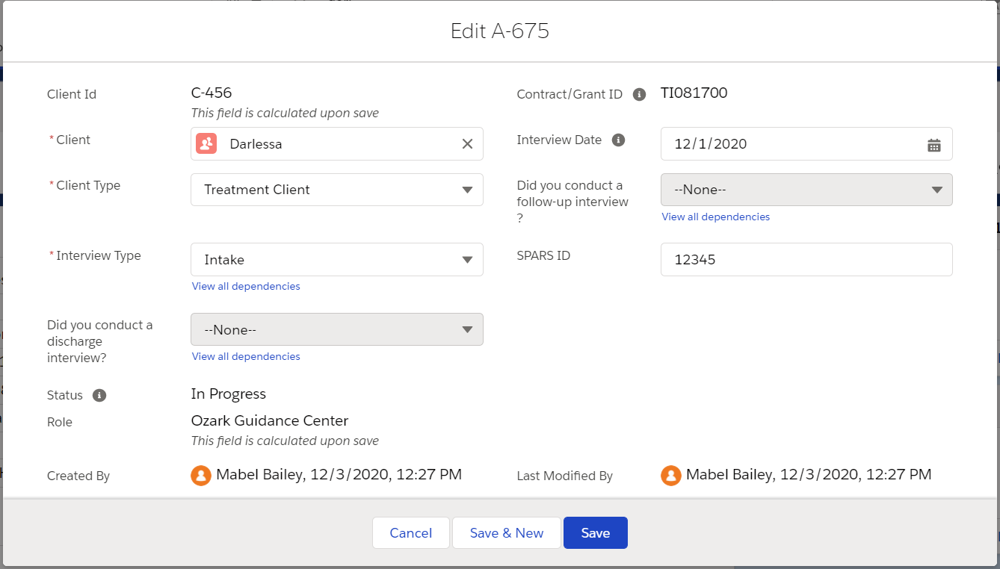 Edit A-675
Client Id
C-456
This field is calculated upon save
Contract/Grant ID
TI081700
* Client
Darlessa
Interview Date
12/1/2020
* Client Type
Treatment Client
Did you conduct a
follow-up interview
?
--None--
View all dependencies
* Interview Type
Intake
View all dependencies
SPARS ID
12345
Did you conduct a
discharge
interview?
--None--
View all dependencies
Status
In Progress
Role
Ozark Guidance Center
This field is calculated upon save
Created By
Mabel Bailey, 12/3/2020, 12:27 PM
Last Modified By
Mabel Bailey, 12/3/2020, 12:27 PM
Cancel
Save & New
Save